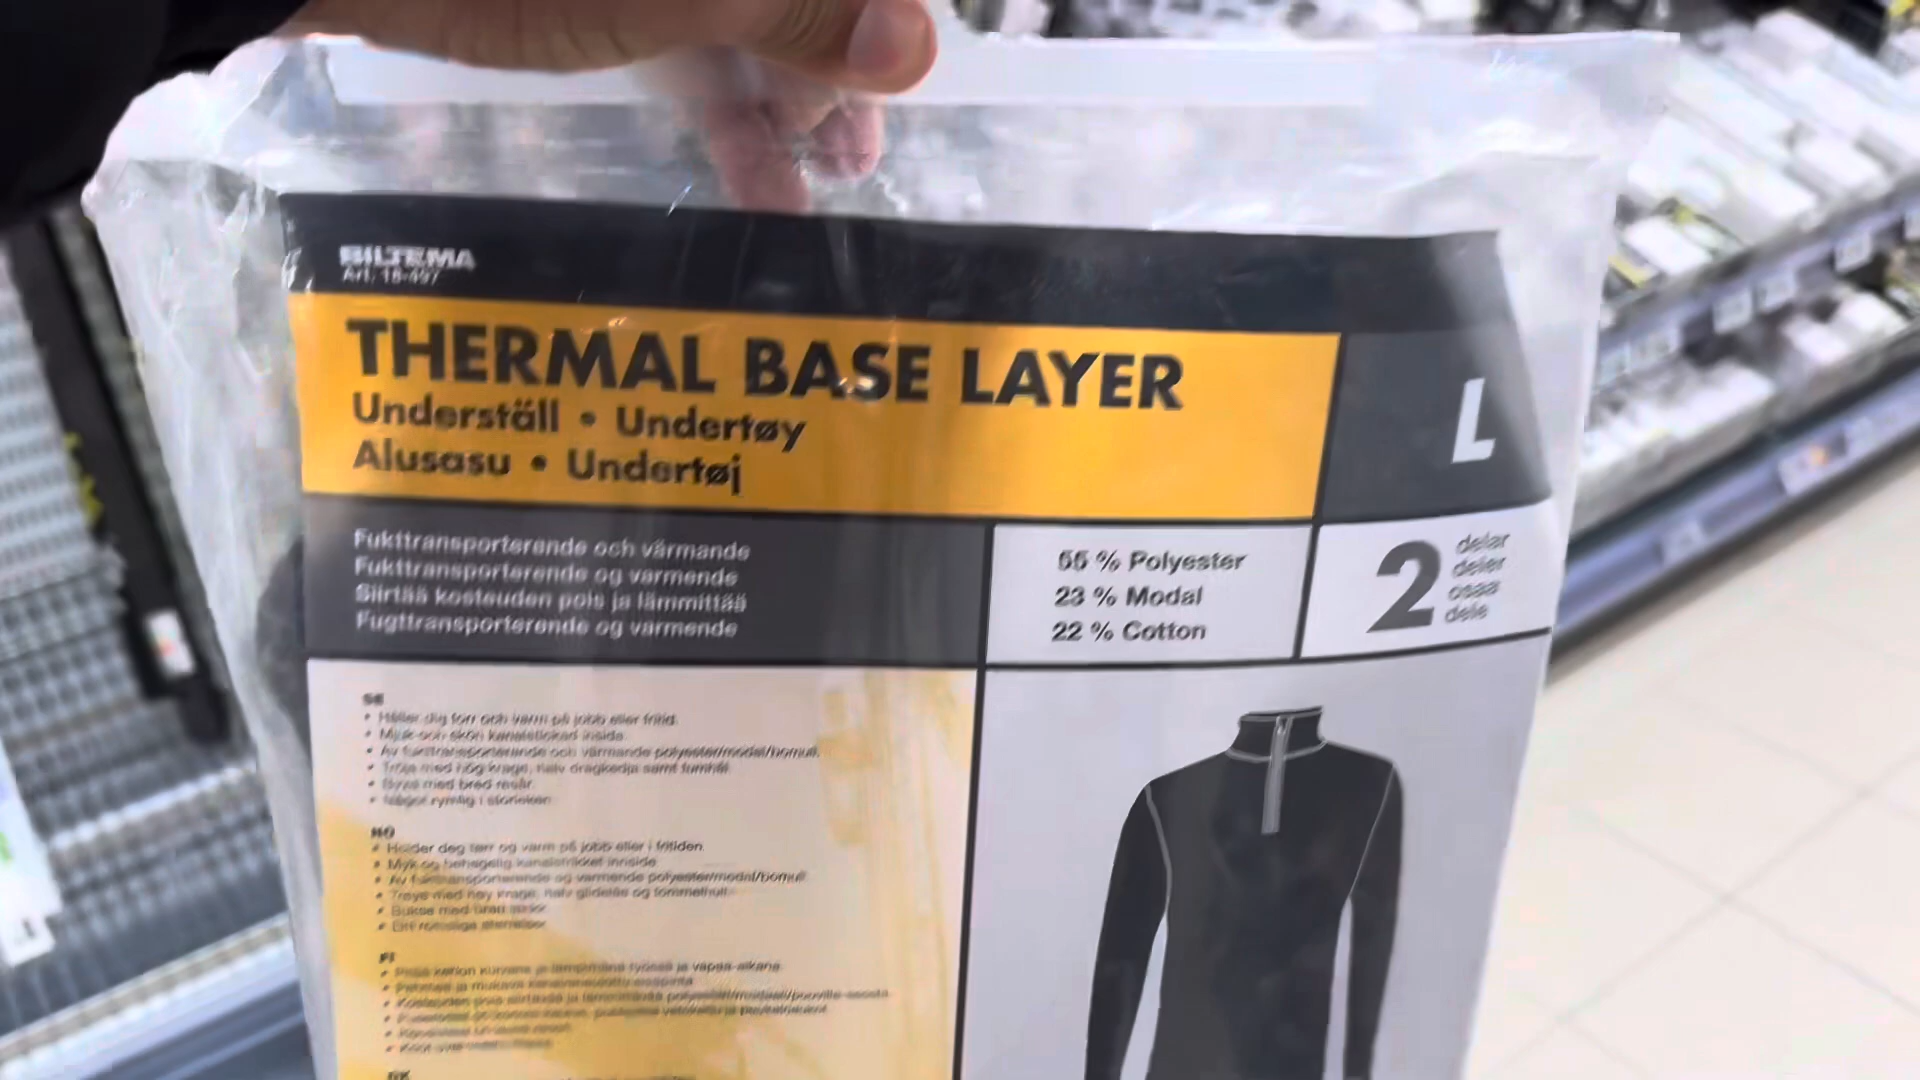 BILTEMA
Art. 18-497
THERMAL BASE LAYER
Underställ • Undertøy
Alusasu • Undertøj
L
Fukttransporterande och värmande
Fukttransporterende og varmende
Siirtää kosteuden pois ja lämmittää
Fugttransporterende og varmende
55 % Polyester
23 % Modal
22 % Cotton
2
delar
deler
osaa
dele
SE
• Håller dig torr och varm på jobb eller fritid.
• Mjuk och skön kanalstickad insida.
• Av fukttransporterande och värmande polyester/modal/bomull.
• Tröja med hög krage, halv dragkedja samt tumhål.
• Byxa med bred resår.
• Något rymlig i storleken.
NO
• Holder deg tørr og varm på jobb eller i fritiden.
• Myk og behagelig kanalstrikket innside.
• Av fukttransporterende og varmende polyester/modal/bomull.
• Trøye med høy krage, halv glidelås og tommelhull.
• Bukse med bred
FI
• Pitää kehon kuivana ja lämpimänä työssä ja vapaa-aikana.
DK